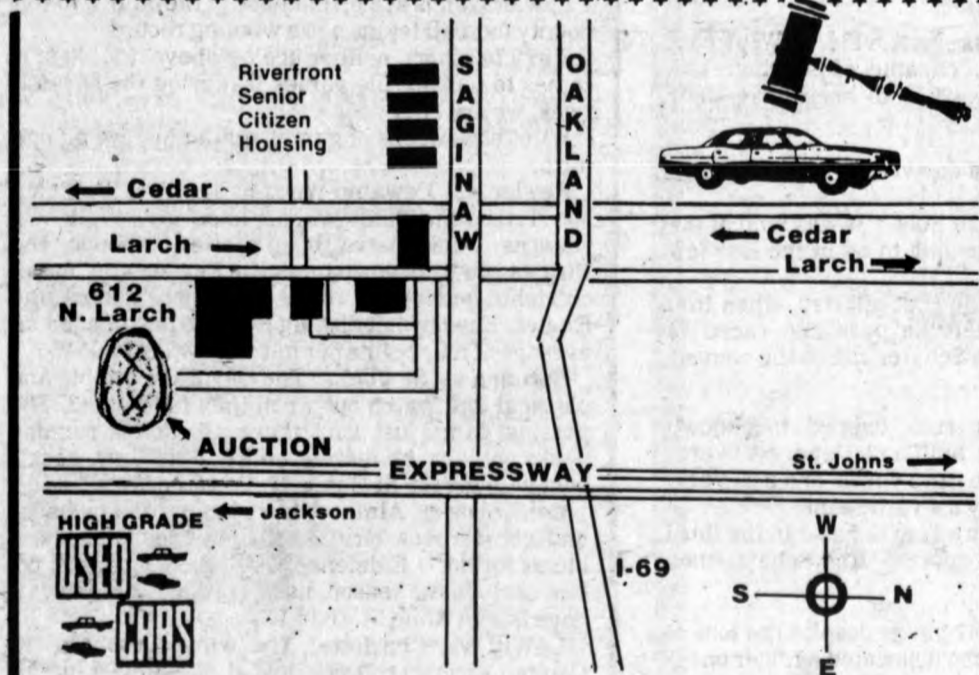 Riverfront
Senior
Citizen
Housing
SAGINAW
OAKLAND
Cedar
Larch
Cedar
Larch
612
N. Larch
AUCTION
EXPRESSWAY
St. Johns
Jackson
HIGH GRADE
USED
CARS
I-69
W
S N
E